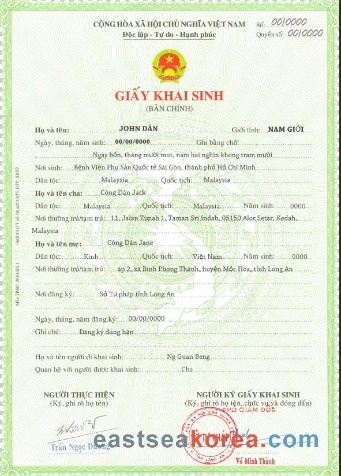 CỘNG HÒA XÃ HỘI CHỦ NGHĨA VIỆT NAM
Độc lập - Tự do - Hạnh phúc
Số: 00/0000
Quyển số: 00/0000
GIẤY KHAI SINH
(BẢN CHÍNH)
Họ và tên: JOHN DÂN Giới tính: NAM GIỚI
Ngày, tháng, năm sinh: 00/00/0000 Ghi bằng chữ:
Ngày bốn, tháng mười một, năm hai nghìn không trăm mười
Nơi sinh: Bệnh Viện Phụ Sản Quốc tế Sài Gòn, thành phố Hồ Chí Minh.
Dân tộc: Malaysia Quốc tịch: Malaysia
Họ và tên cha: Công Dân Jack
Dân tộc: Malaysia Quốc tịch: Malaysia Năm sinh: 0000
Nơi thường trú/tạm trú: 11, Jalan Timah 1, Taman Sri Indah, 05150 Alor Setar, Kedah,
Malaysia
Họ và tên mẹ: Công Dân Jane
Dân tộc: Kinh Quốc tịch: Việt Nam Năm sinh: 0000
Nơi thường trú/tạm trú: ấp 2, xã Bình Phong Thạnh, huyện Mộc Hóa, tỉnh Long An
Nơi đăng ký: Sở Tư pháp tỉnh Long An
Ngày, tháng, năm đăng ký: 00/00/0000
Ghi chú: Đăng ký đúng hạn
Họ và tên người đi khai sinh: Ng Guan Beng
Quan hệ với người được khai sinh: Cha
NGƯỜI THỰC HIỆN
(Ký, ghi rõ họ tên)
NGƯỜI KÝ GIẤY KHAI SINH
(Ký, ghi rõ họ tên, chức vụ và đóng dấu)
PHÓ GIÁM ĐỐC
Trần Ngọc Dương
eastseakorea.com
Võ Minh Thành